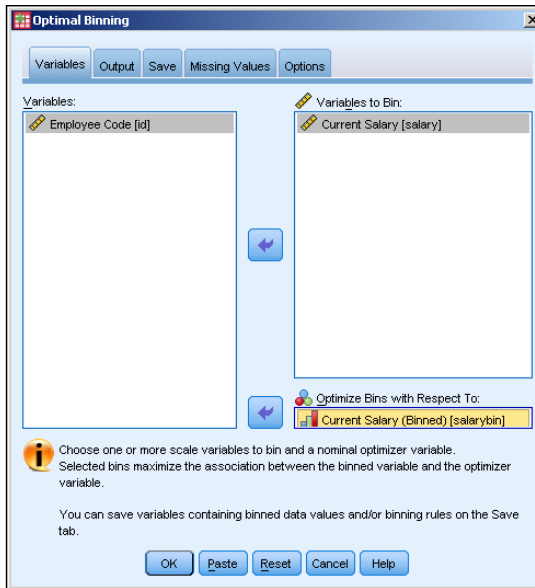 Optimal Binning
Variables Output Save Missing Values Options
Variables:
Employee Code [id]
Variables to Bin:
Current Salary [salary]
Optimize Bins with Respect To:
Current Salary (Binned) [salarybin]
Choose one or more scale variables to bin and a nominal optimizer variable.
Selected bins maximize the association between the binned variable and the optimizer
variable.
You can save variables containing binned data values and/or binning rules on the Save
tab.
OK Paste Reset Cancel Help